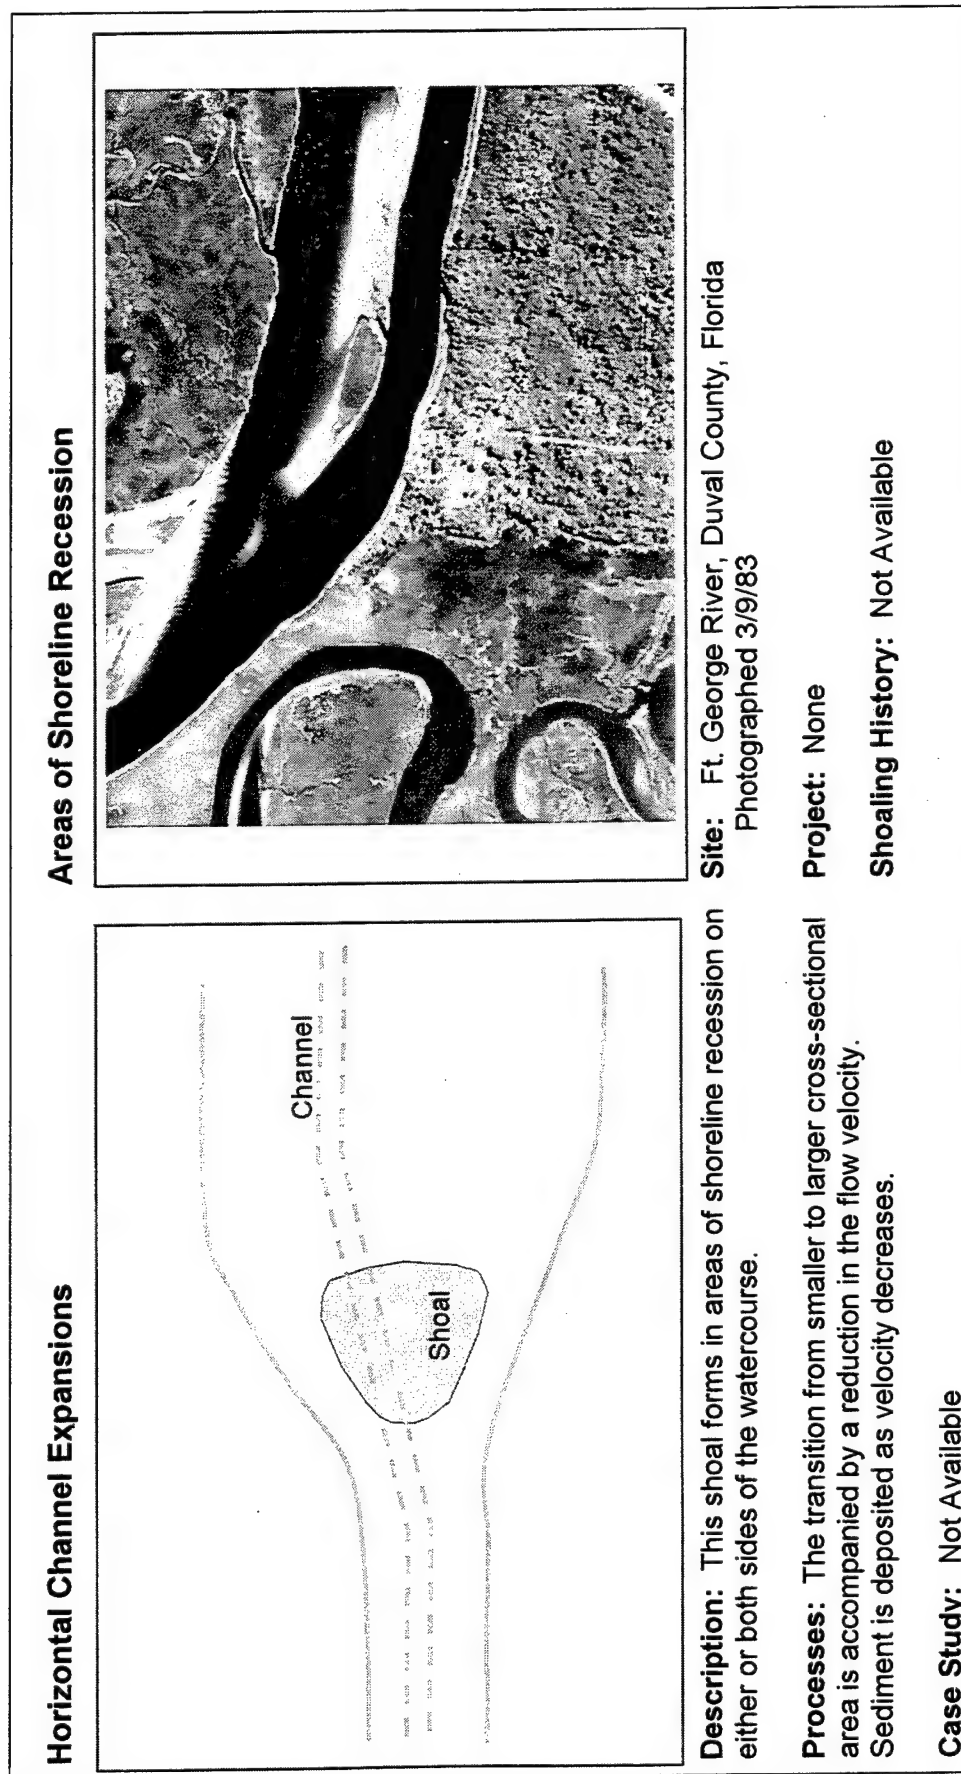 Horizontal Channel Expansions
Areas of Shoreline Recession
Channel
Shoal
Description: This shoal forms in areas of shoreline recession on
either or both sides of the watercourse.
Processes: The transition from smaller to larger cross-sectional
area is accompanied by a reduction in the flow velocity.
Sediment is deposited as velocity decreases.
Case Study: Not Available
Site: Ft. George River, Duval County, Florida
Photographed 3/9/83
Project: None
Shoaling History: Not Available